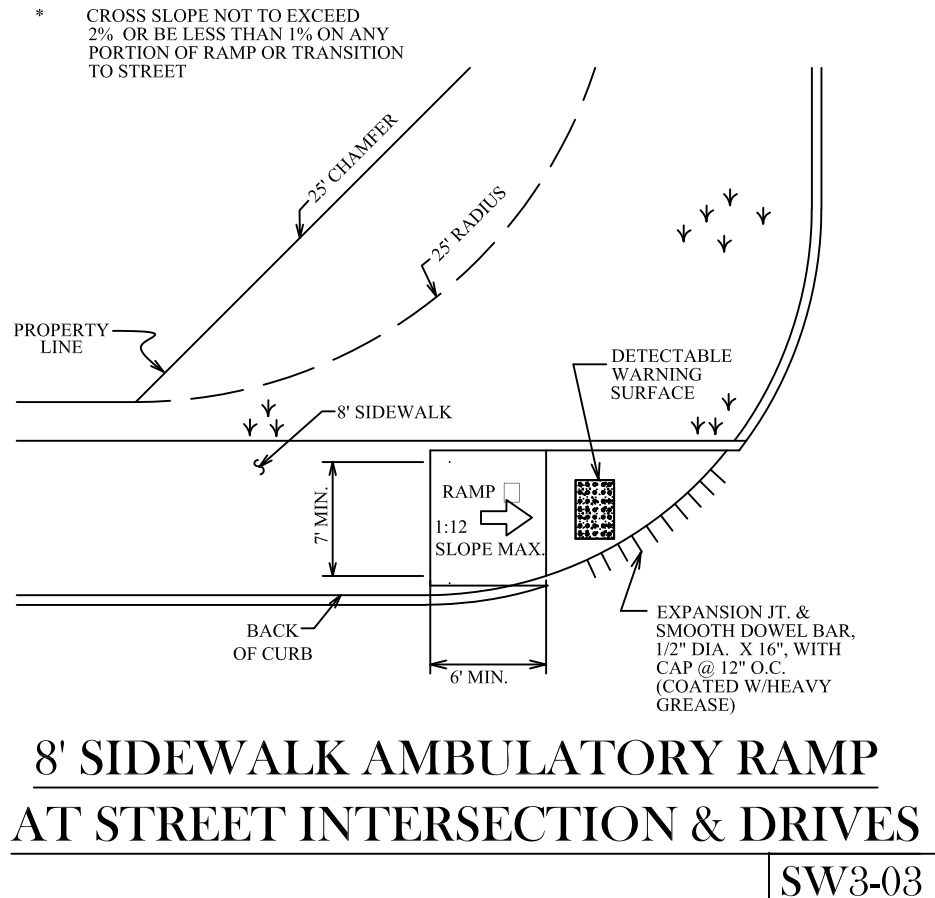 * CROSS SLOPE NOT TO EXCEED
2% OR BE LESS THAN 1% ON ANY
PORTION OF RAMP OR TRANSITION
TO STREET
25' CHAMFER
25' RADIUS
PROPERTY
LINE
8' SIDEWALK
DETECTABLE
WARNING
SURFACE
7' MIN.
RAMP
1:12
SLOPE MAX.
BACK
OF CURB
6' MIN.
EXPANSION JT. &
SMOOTH DOWEL BAR,
1/2" DIA. X 16", WITH
CAP @ 12" O.C.
(COATED W/HEAVY
GREASE)
8' SIDEWALK AMBULATORY RAMP
AT STREET INTERSECTION & DRIVES
SW3-03